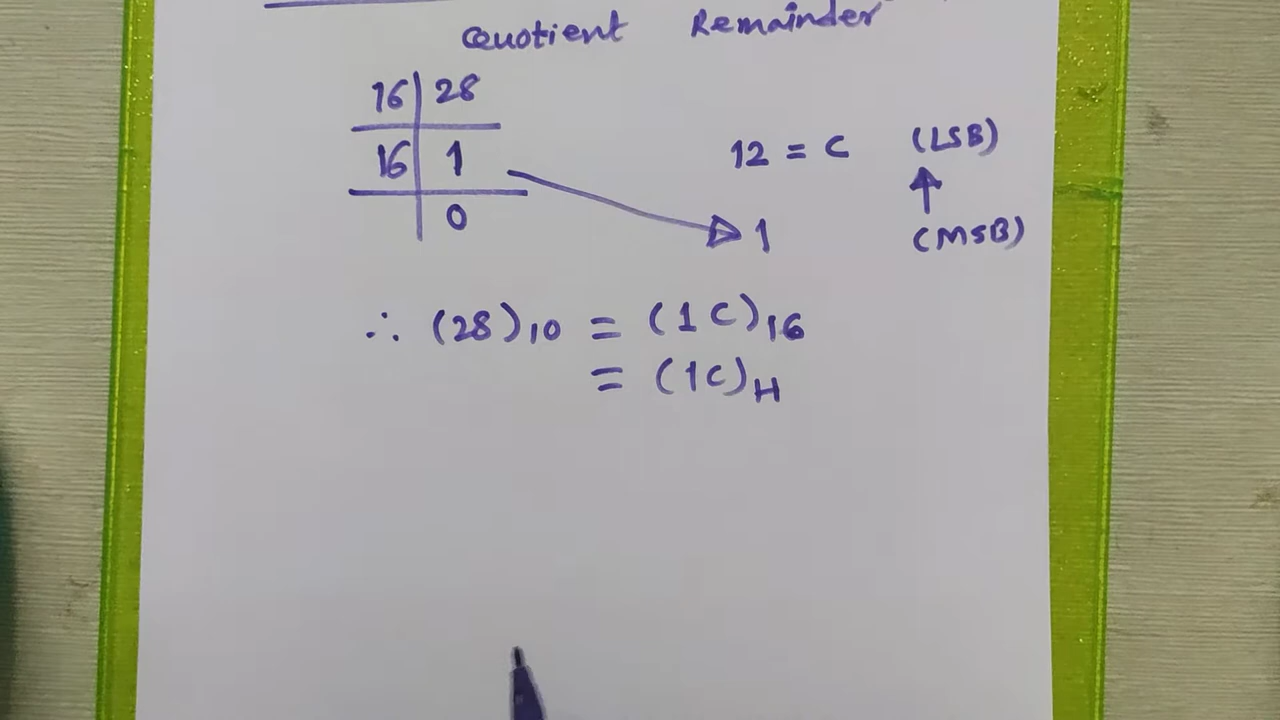 Quotient Remainder
16 28
16 1 12 = C (LSB)
0 1 (MSB)
∴ (28)10 = (1C)16
= (1C)H